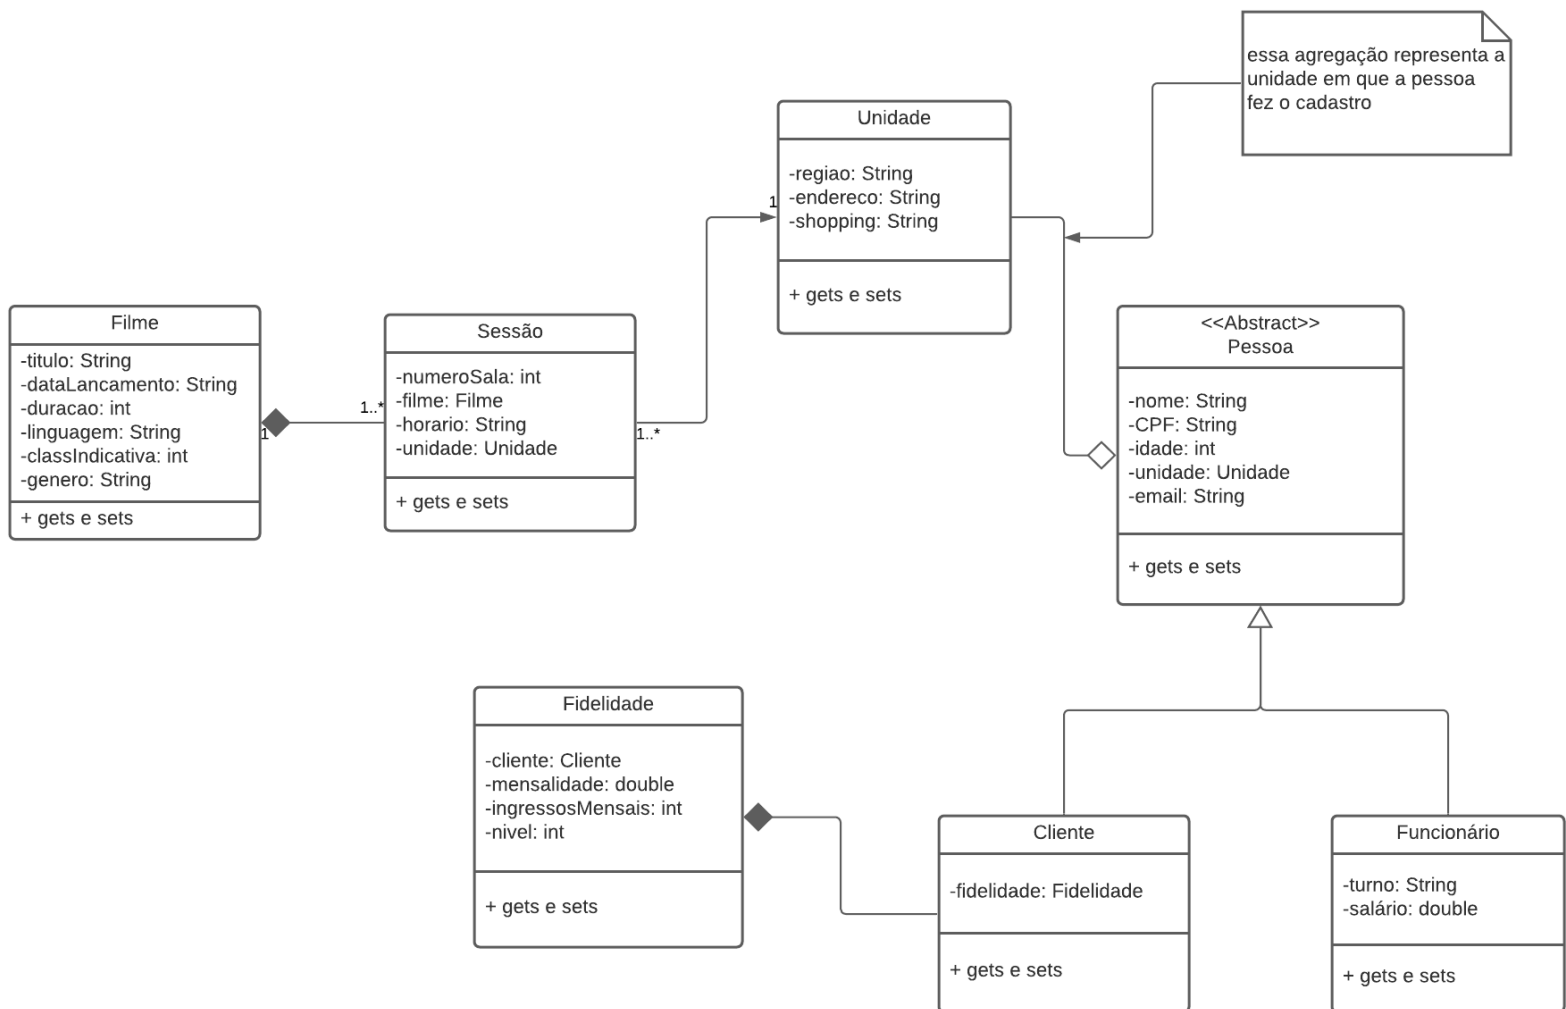 essa agregação representa a
unidade em que a pessoa
fez o cadastro
Unidade
-regiao: String
-endereco: String
-shopping: String
+ gets e sets
1
Filme
-titulo: String
-dataLancamento: String
-duracao: int
-linguagem: String
-classIndicativa: int
-genero: String
+ gets e sets
1
1..*
Sessão
-numeroSala: int
-filme: Filme
-horario: String
-unidade: Unidade
+ gets e sets
1..*
<<Abstract>>
Pessoa
-nome: String
-CPF: String
-idade: int
-unidade: Unidade
-email: String
+ gets e sets
Fidelidade
-cliente: Cliente
-mensalidade: double
-ingressosMensais: int
-nivel: int
+ gets e sets
Cliente
-fidelidade: Fidelidade
+ gets e sets
Funcionário
-turno: String
-salário: double
+ gets e sets